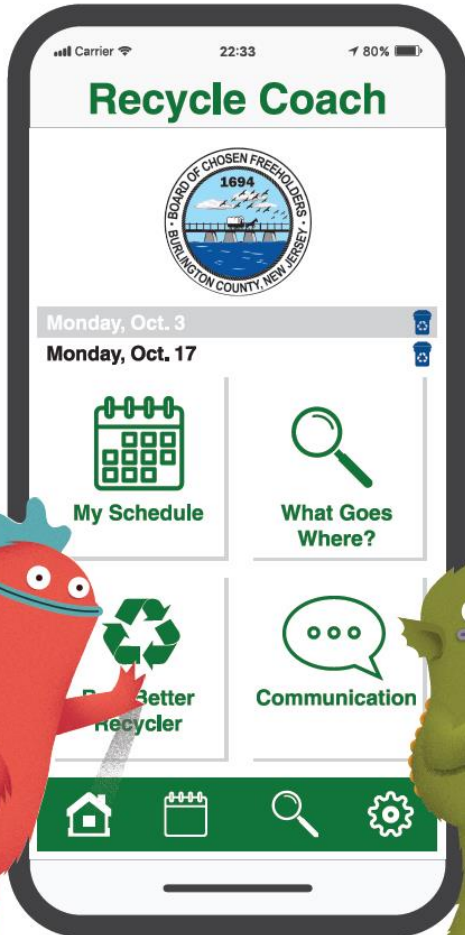 Carrier 22:33 80%
Recycle Coach
BOARD OF CHOSEN FREEHOLDERS
1694
BURLINGTON COUNTY, NEW JERSEY
Monday, Oct. 3
Monday, Oct. 17
My Schedule
What Goes
Where?
Better
Recycler
Communication